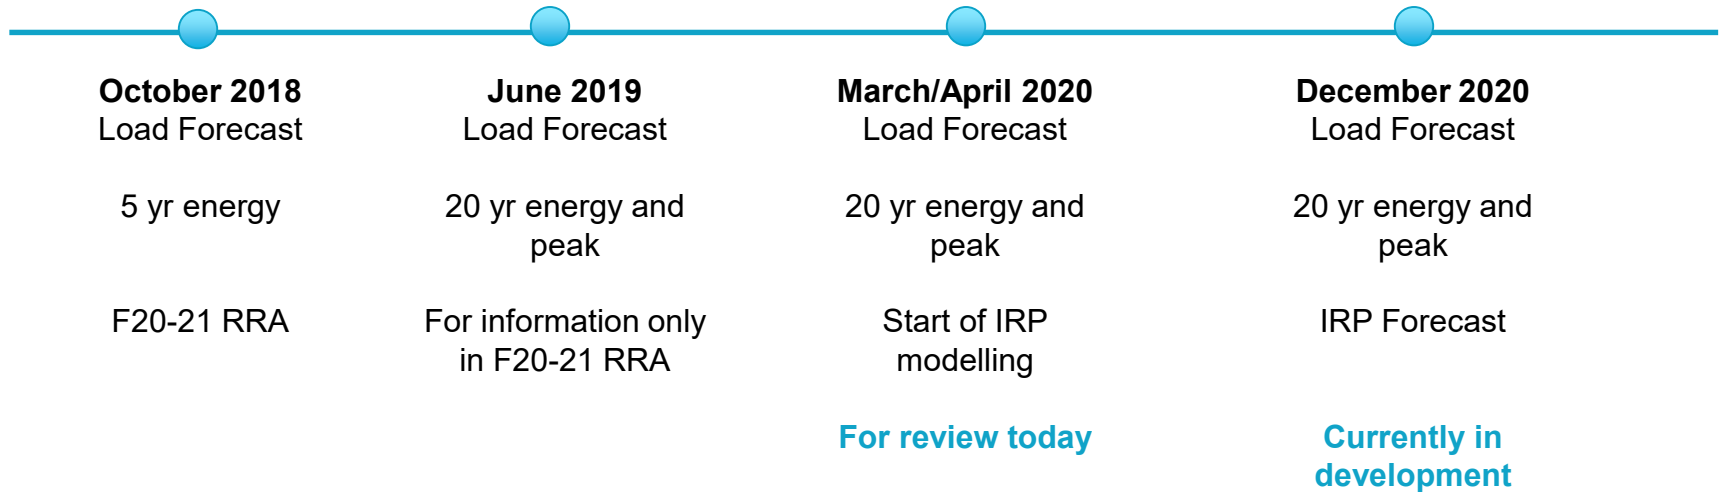 October 2018
Load Forecast
5 yr energy
F20-21 RRA
June 2019
Load Forecast
20 yr energy and
peak
For information only
in F20-21 RRA
March/April 2020
Load Forecast
20 yr energy and
peak
Start of IRP
modelling
For review today
December 2020
Load Forecast
20 yr energy and
peak
IRP Forecast
Currently in
development